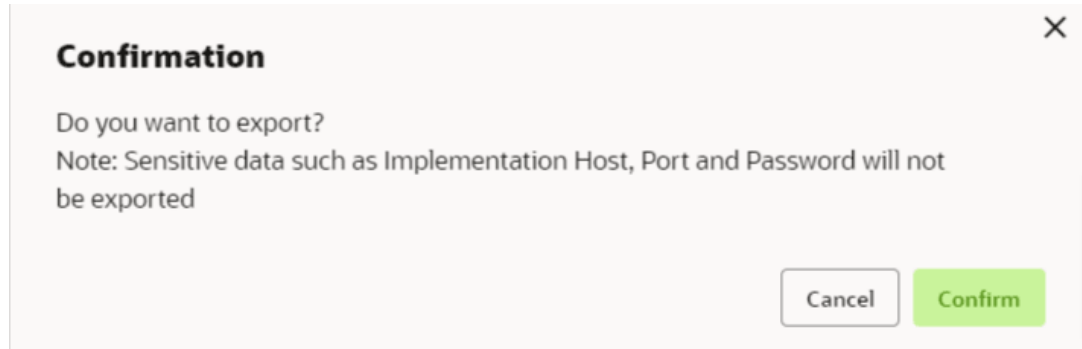 Confirmation
Do you want to export?
Note: Sensitive data such as Implementation Host, Port and Password will not
be exported
Cancel Confirm